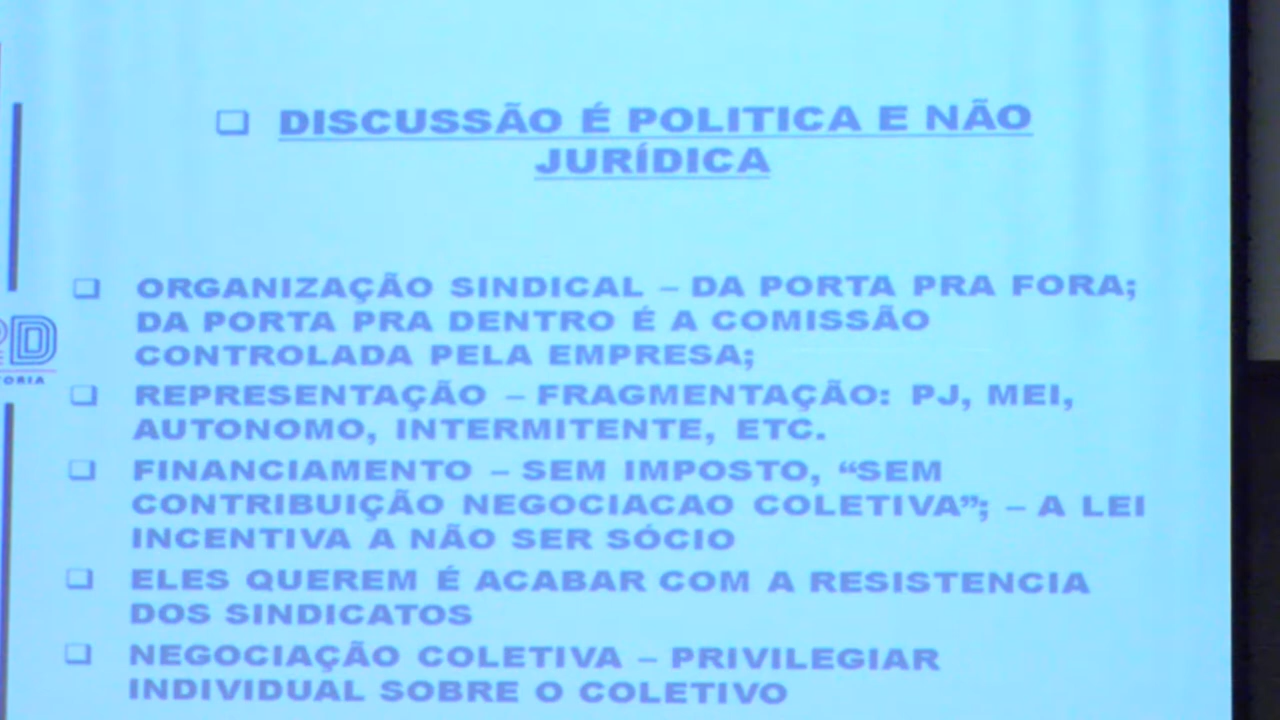 DISCUSSÃO É POLITICA E NÃO
JURÍDICA
ORGANIZAÇÃO SINDICAL – DA PORTA PRA FORA;
DA PORTA PRA DENTRO É A COMISSÃO
CONTROLADA PELA EMPRESA;
REPRESENTAÇÃO – FRAGMENTAÇÃO: PJ, MEI,
AUTONOMO, INTERMITENTE, ETC.
FINANCIAMENTO – SEM IMPOSTO, “SEM
CONTRIBUIÇÃO NEGOCIACAO COLETIVA”; – A LEI
INCENTIVA A NÃO SER SÓCIO
ELES QUEREM É ACABAR COM A RESISTENCIA
DOS SINDICATOS
NEGOCIAÇÃO COLETIVA – PRIVILEGIAR
INDIVIDUAL SOBRE O COLETIVO